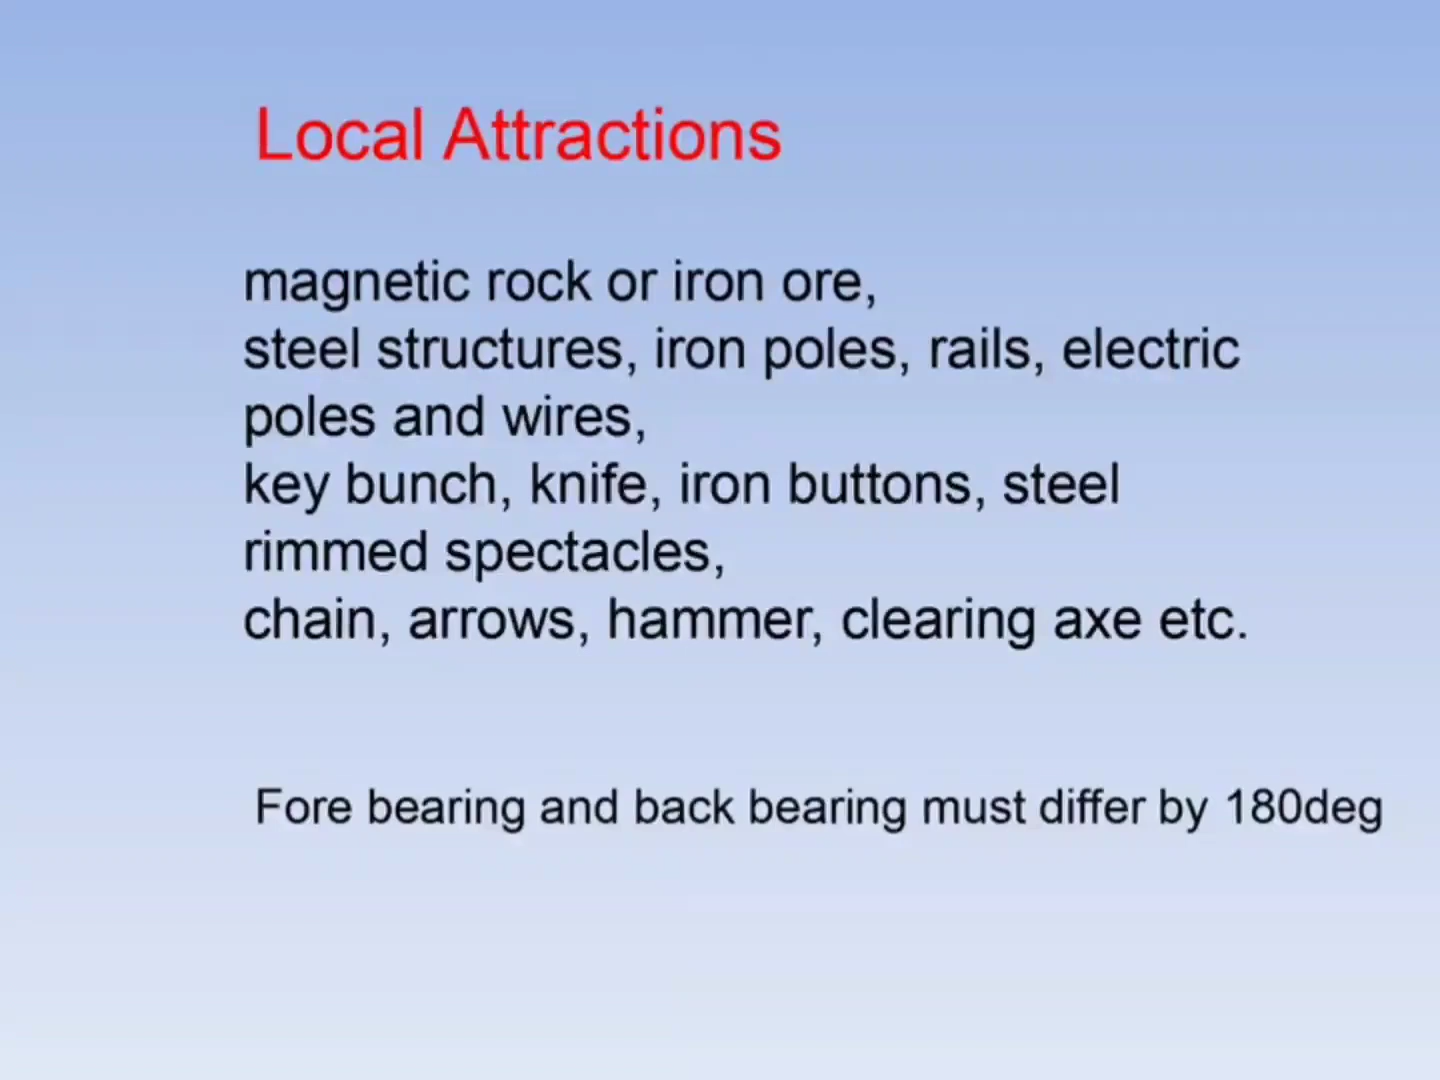 Local Attractions
magnetic rock or iron ore,
steel structures, iron poles, rails, electric
poles and wires,
key bunch, knife, iron buttons, steel
rimmed spectacles,
chain, arrows, hammer, clearing axe etc.
Fore bearing and back bearing must differ by 180deg